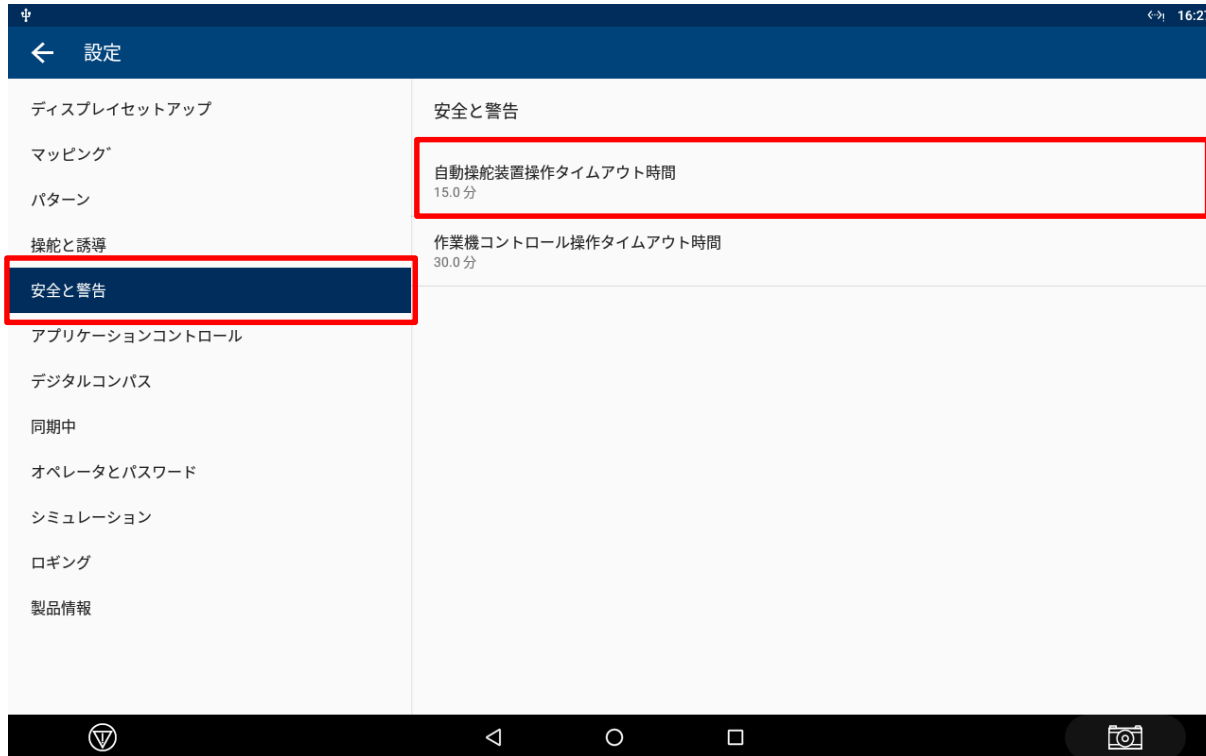 16:27
設定
ディスプレイセットアップ
マッピング
パターン
操舵と誘導
安全と警告
アプリケーションコントロール
デジタルコンパス
同期中
オペレータとパスワード
シミュレーション
ロギング
製品情報
安全と警告
自動操舵装置操作タイムアウト時間
15.0 分
作業機コントロール操作タイムアウト時間
30.0 分